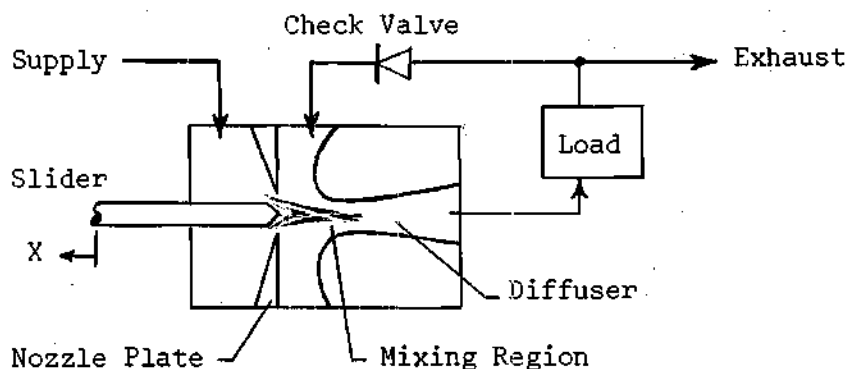 Check Valve
Supply
Exhaust
Load
Slider
X
Diffuser
Nozzle Plate
Mixing Region